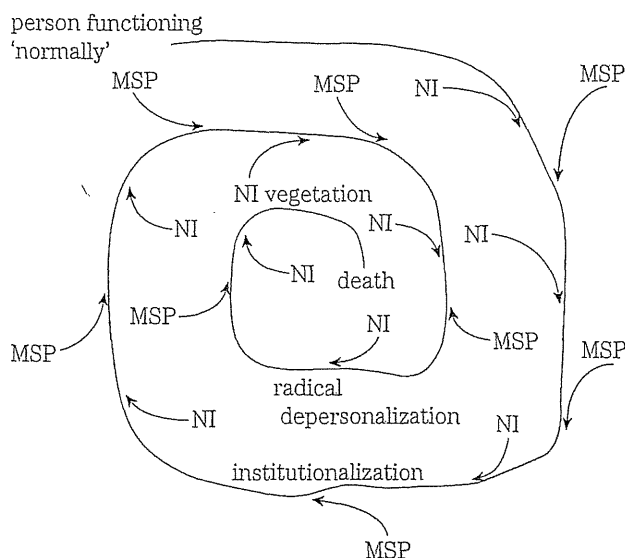 person functioning
'normally'
MSP
MSP
NI
MSP
NI vegetation
NI
NI
NI
NI
death
MSP
NI
MSP
MSP
MSP
radical
depersonalization
NI
NI
institutionalization
MSP